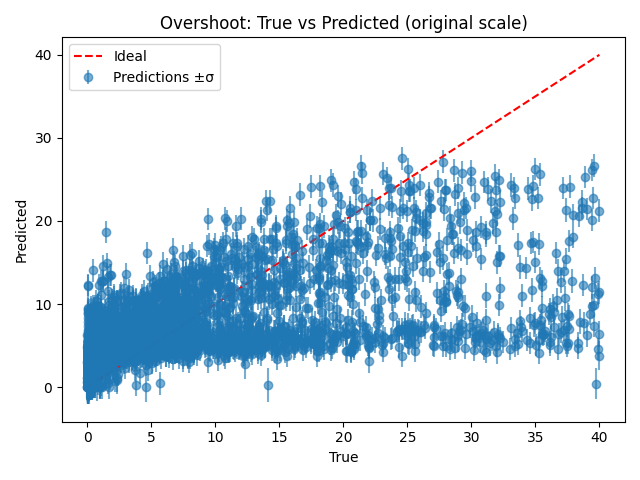 Overshoot: True vs Predicted (original scale)
Ideal
Predictions ±σ
Predicted
40
30
20
10
0
0 5 10 15 20 25 30 35 40
True